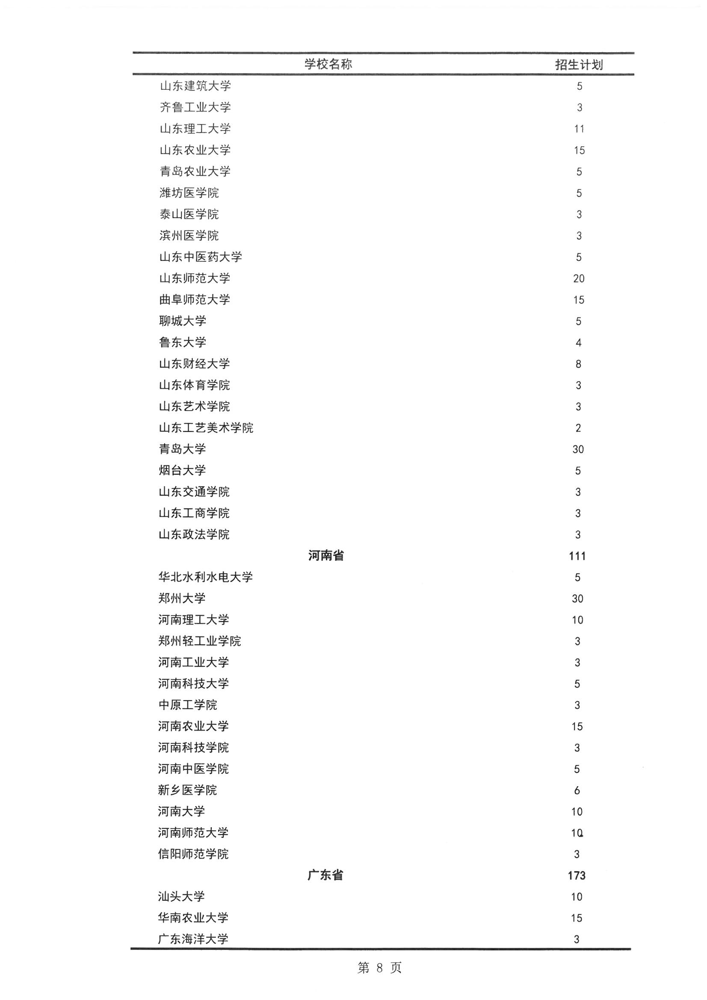 学校名称 招生计划
山东建筑大学 5
齐鲁工业大学 3
山东理工大学 11
山东农业大学 15
青岛农业大学 5
潍坊医学院 5
泰山医学院 3
滨州医学院 3
山东中医药大学 5
山东师范大学 20
曲阜师范大学 15
聊城大学 5
鲁东大学 4
山东财经大学 8
山东体育学院 3
山东艺术学院 3
山东工艺美术学院 2
青岛大学 30
烟台大学 5
山东交通学院 3
山东工商学院 3
山东政法学院 3
河南省 111
华北水利水电大学 5
郑州大学 30
河南理工大学 10
郑州轻工业学院 3
河南工业大学 3
河南科技大学 5
中原工学院 3
河南农业大学 15
河南科技学院 3
河南中医学院 5
新乡医学院 6
河南大学 10
河南师范大学 10
信阳师范学院 3
广东省 173
汕头大学 10
华南农业大学 15
广东海洋大学 3
第 8 页